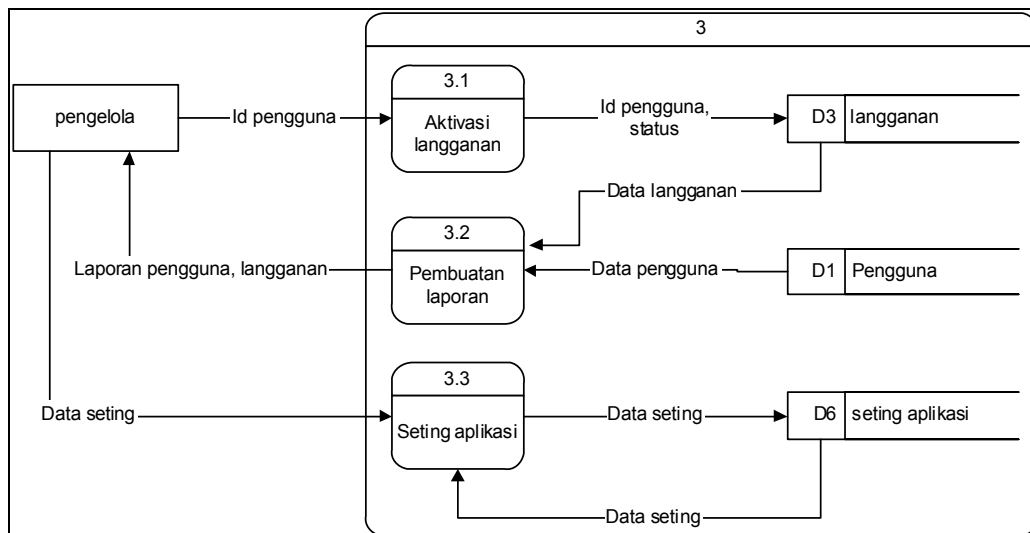 3
3.1
pengelola
Id pengguna
Aktivasi
langganan
Id pengguna,
status
D3
langganan
Data langganan
3.2
Laporan pengguna, langganan
Pembuatan
laporan
Data pengguna
D1
Pengguna
3.3
Data seting
Seting aplikasi
Data seting
D6
seting aplikasi
Data seting